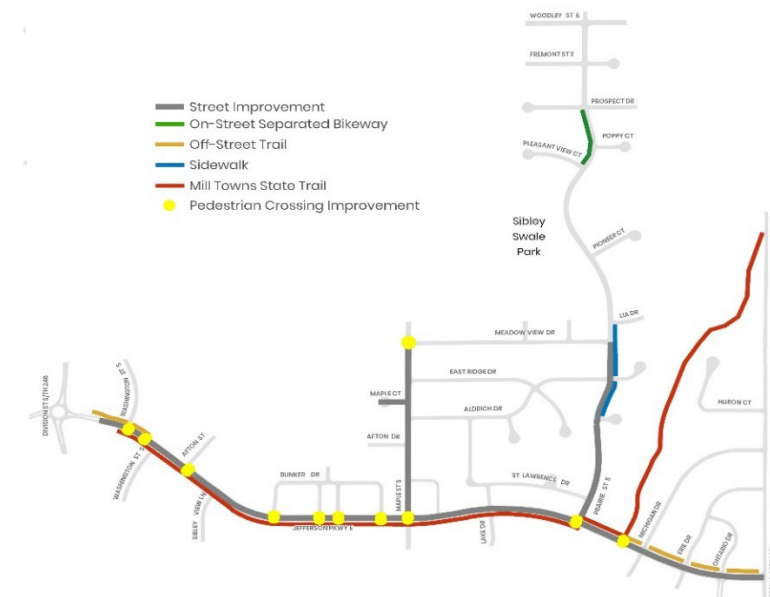 WOODLEY ST E
FREMONT ST E
PROSPECT DR
POPPY CT
PLEASANT VIEW CT
Street Improvement
On-Street Separated Bikeway
Off-Street Trail
Sidewalk
Mill Towns State Trail
Pedestrian Crossing Improvement
Sibley
Swale
Park
PIONEER CT
LIA DR
MEADOW VIEW DR
EAST RIDGE DR
MAPLE CT
ALDRICH DR
HURON CT
DIVISION ST S/TH 246
WASHINGTON ST S
AFTON ST
AFTON DR
WASHINGTON ST S
SIBLEY VIEW LN
BUNKER DR
MAPLE ST S
ST LAWRENCE DR
PRAIRIE ST S
JEFFERSON PKWY E
LAKE DR
MICHIGAN DR
ERIE DR
ONTARIO DR